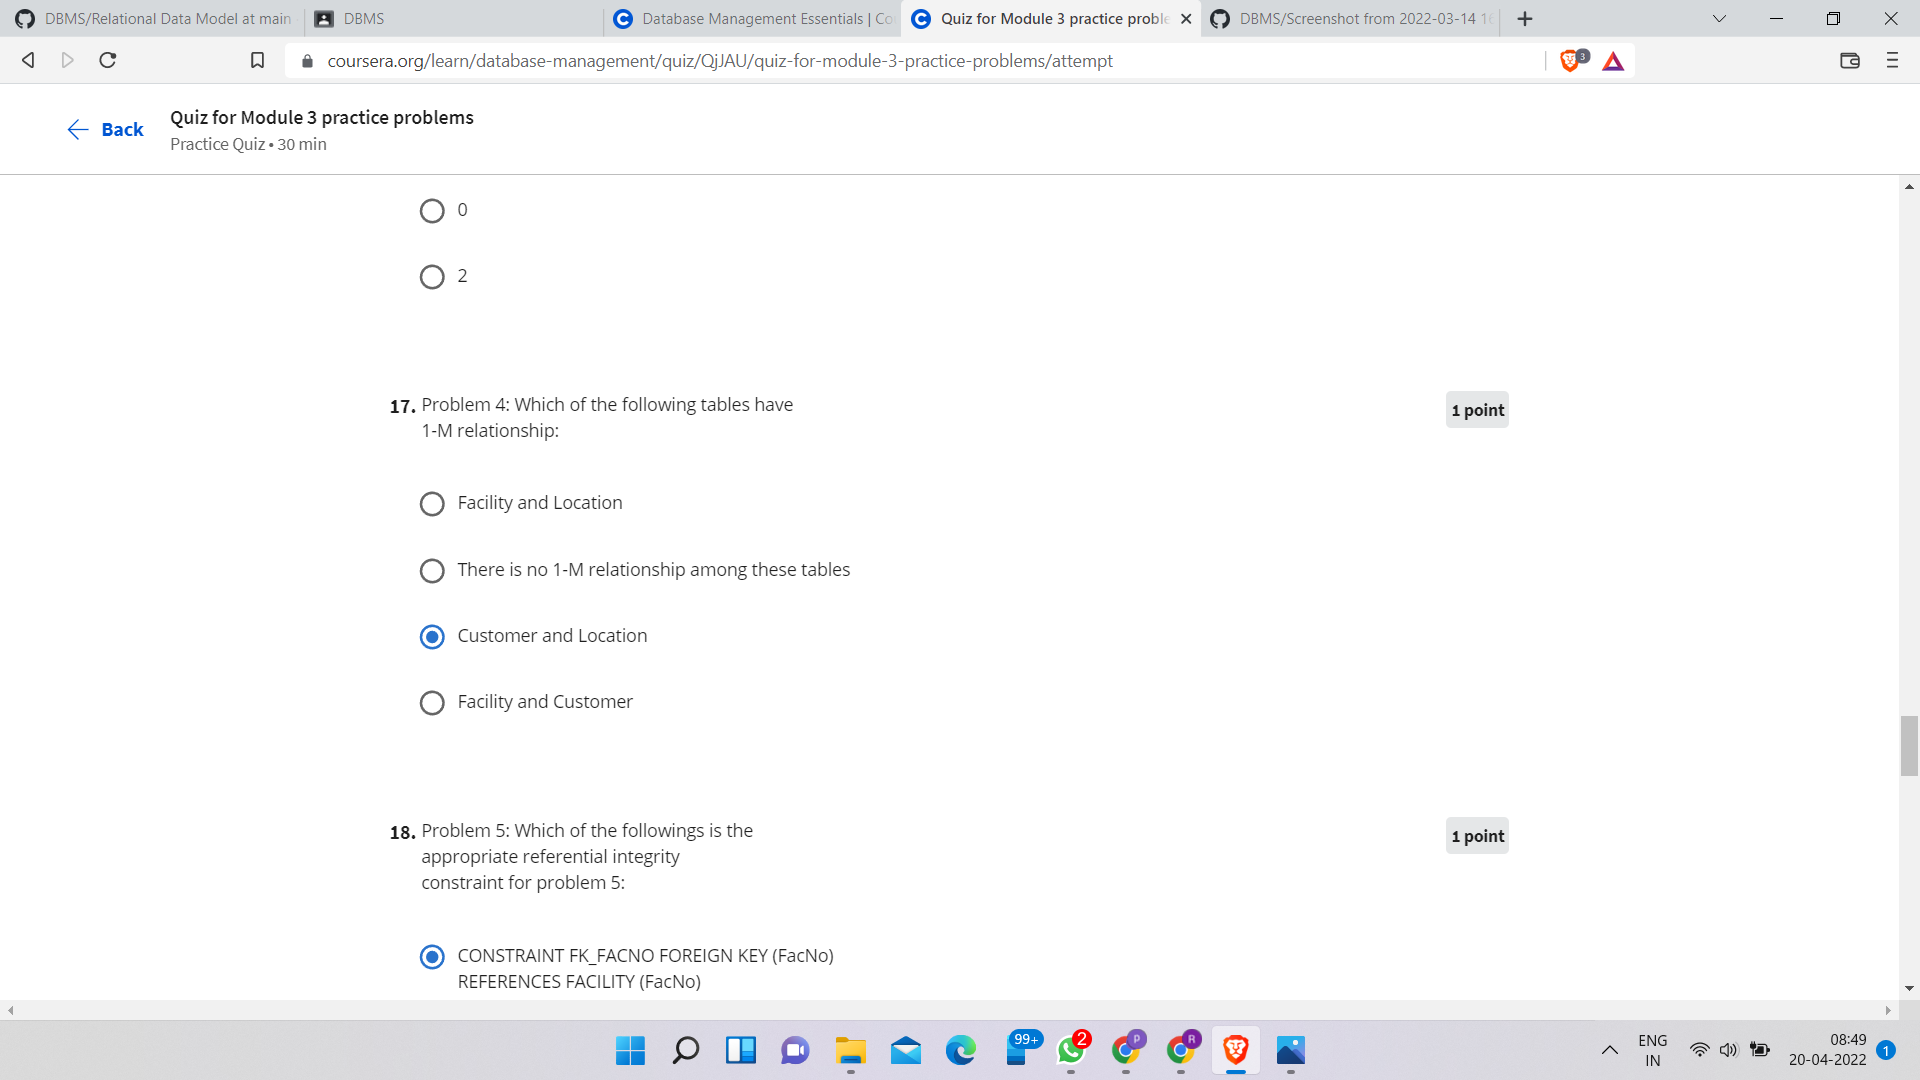 DBMS/Relational Data Model at main
DBMS
Database Management Essentials | Co
Quiz for Module 3 practice proble
DBMS/Screenshot from 2022-03-14 16
coursera.org/learn/database-management/quiz/QjJAU/quiz-for-module-3-practice-problems/attempt
3
Back
Quiz for Module 3 practice problems
Practice Quiz • 30 min
0
2
17. Problem 4: Which of the following tables have
1-M relationship:
1 point
Facility and Location
There is no 1-M relationship among these tables
Customer and Location
Facility and Customer
18. Problem 5: Which of the followings is the
appropriate referential integrity
constraint for problem 5:
1 point
CONSTRAINT FK_FACNO FOREIGN KEY (FacNo)
REFERENCES FACILITY (FacNo)
99+
2
P
R
ENG
IN
08:49
20-04-2022
1